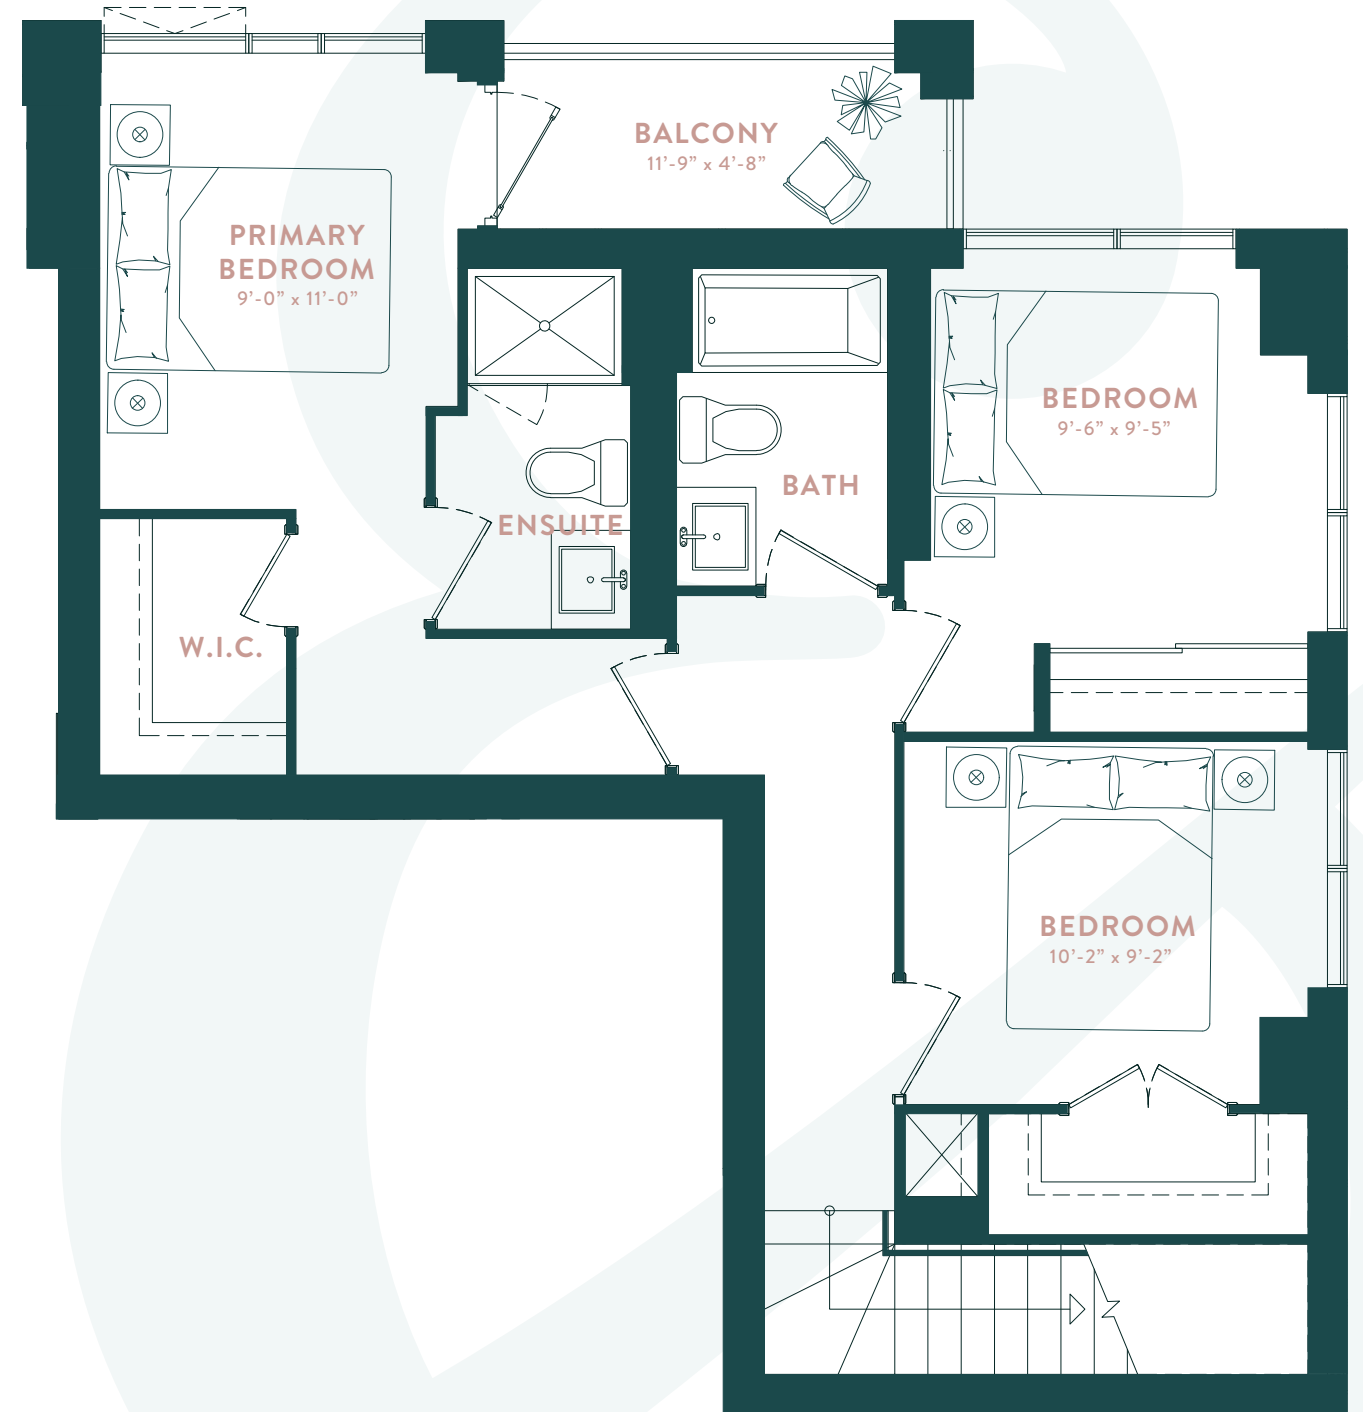 BALCONY
11’-9” x 4’-8”
PRIMARY
BEDROOM
9’-0” x 11’-0”
BEDROOM
9’-6” x 9’-5”
BATH
ENSUITE
W.I.C.
BEDROOM
10’-2” x 9’-2”